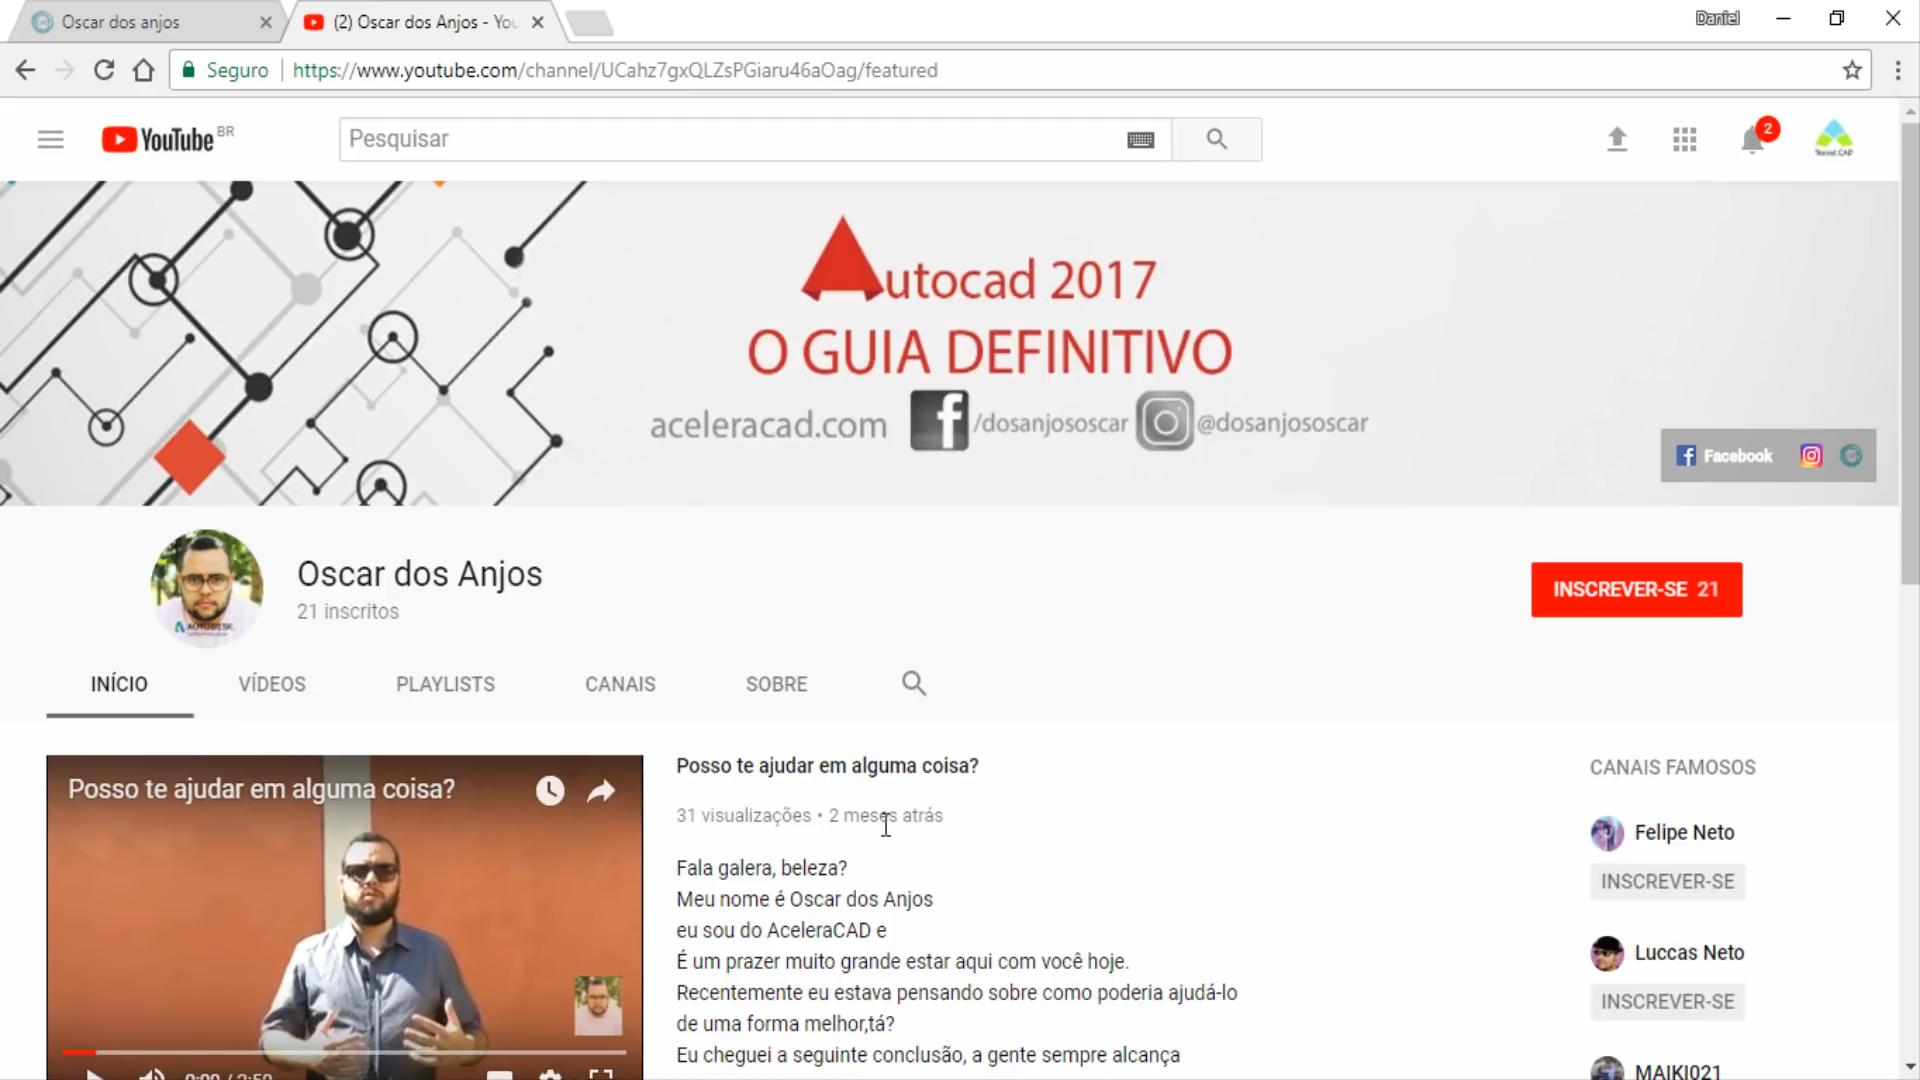 Oscar dos anjos
(2) Oscar dos Anjos - You
Daniel
Seguro
https://www.youtube.com/channel/UCahz7gxQLZsPGiaru46aOag/featured
YouTube BR
Pesquisar
2
Autocad 2017
O GUIA DEFINITIVO
aceleracad.com /dosanjososcar @dosanjososcar
Facebook
AUTODESK
Oscar dos Anjos
21 inscritos
INSCREVER-SE 21
INÍCIO VÍDEOS PLAYLISTS CANAIS SOBRE
Posso te ajudar em alguma coisa?
0:00 / 2:50
Posso te ajudar em alguma coisa?
31 visualizações • 2 meses atrás
Fala galera, beleza?
Meu nome é Oscar dos Anjos
eu sou do AceleraCAD e
É um prazer muito grande estar aqui com você hoje.
Recentemente eu estava pensando sobre como poderia ajudá-lo
de uma forma melhor,tá?
Eu cheguei a seguinte conclusão, a gente sempre alcança
CANAIS FAMOSOS
Felipe Neto
INSCREVER-SE
Luccas Neto
INSCREVER-SE
MAIKI021